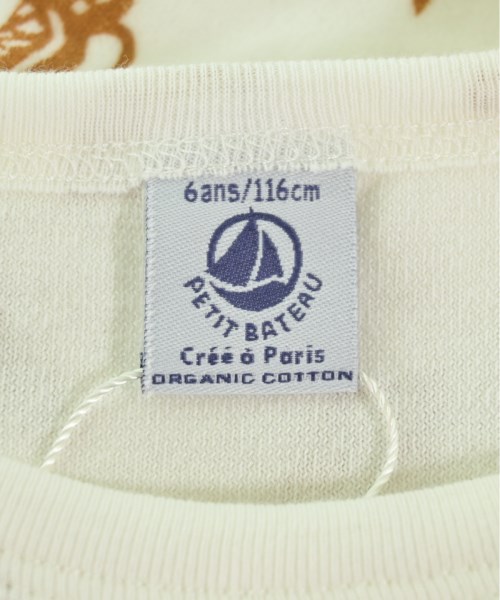 6ans/116cm
PETIT BATEAU
Créé à Paris
ORGANIC COTTON